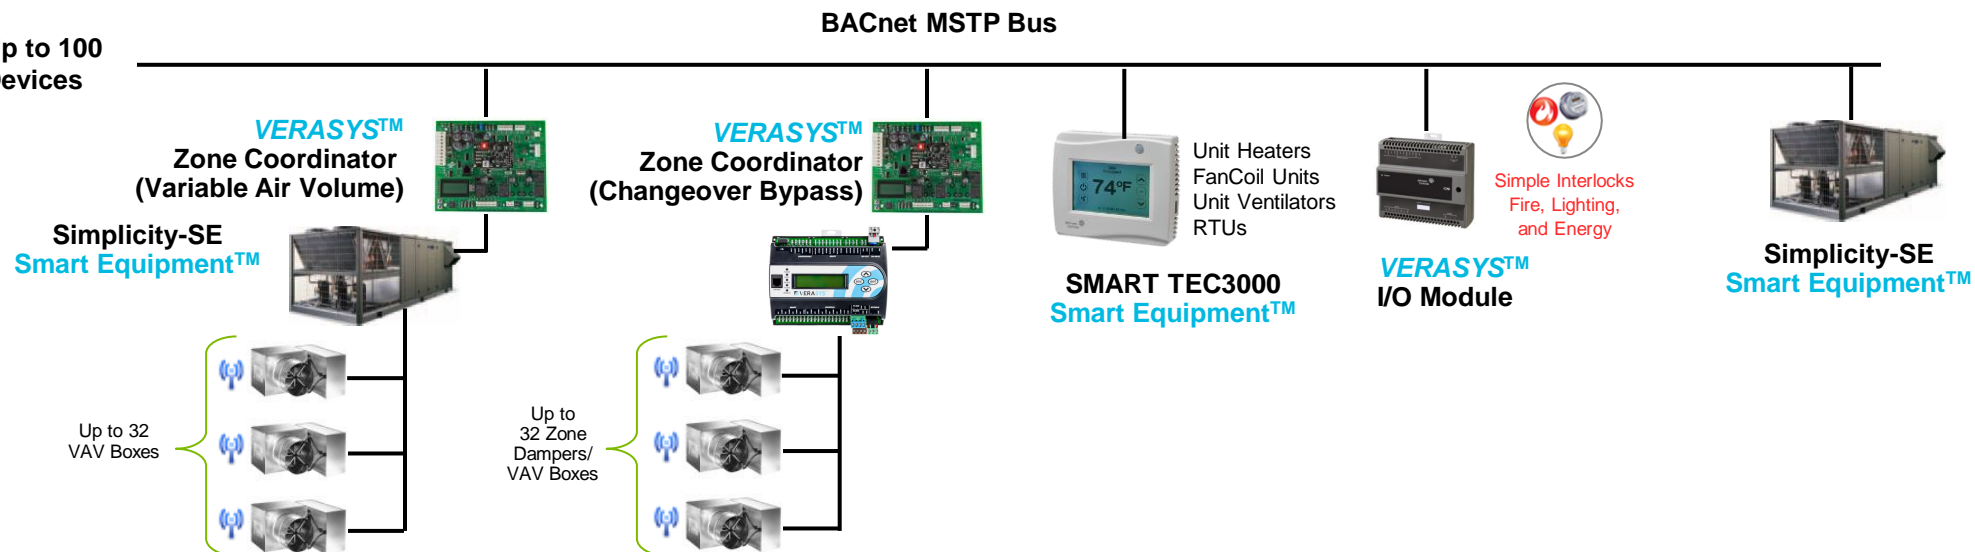 BACnet MSTP Bus
p to 100
Devices
VERASYS™
Zone Coordinator
(Variable Air Volume)
Simplicity-SE
Smart Equipment™
Up to 32
VAV Boxes
VERASYS™
Zone Coordinator
(Changeover Bypass)
VERASYS
Up to
32 Zone
Dampers/
VAV Boxes
74°F
Unit Heaters
FanCoil Units
Unit Ventilators
RTUs
SMART TEC3000
Smart Equipment™
Simple Interlocks
Fire, Lighting,
and Energy
VERASYS™
I/O Module
Simplicity-SE
Smart Equipment™